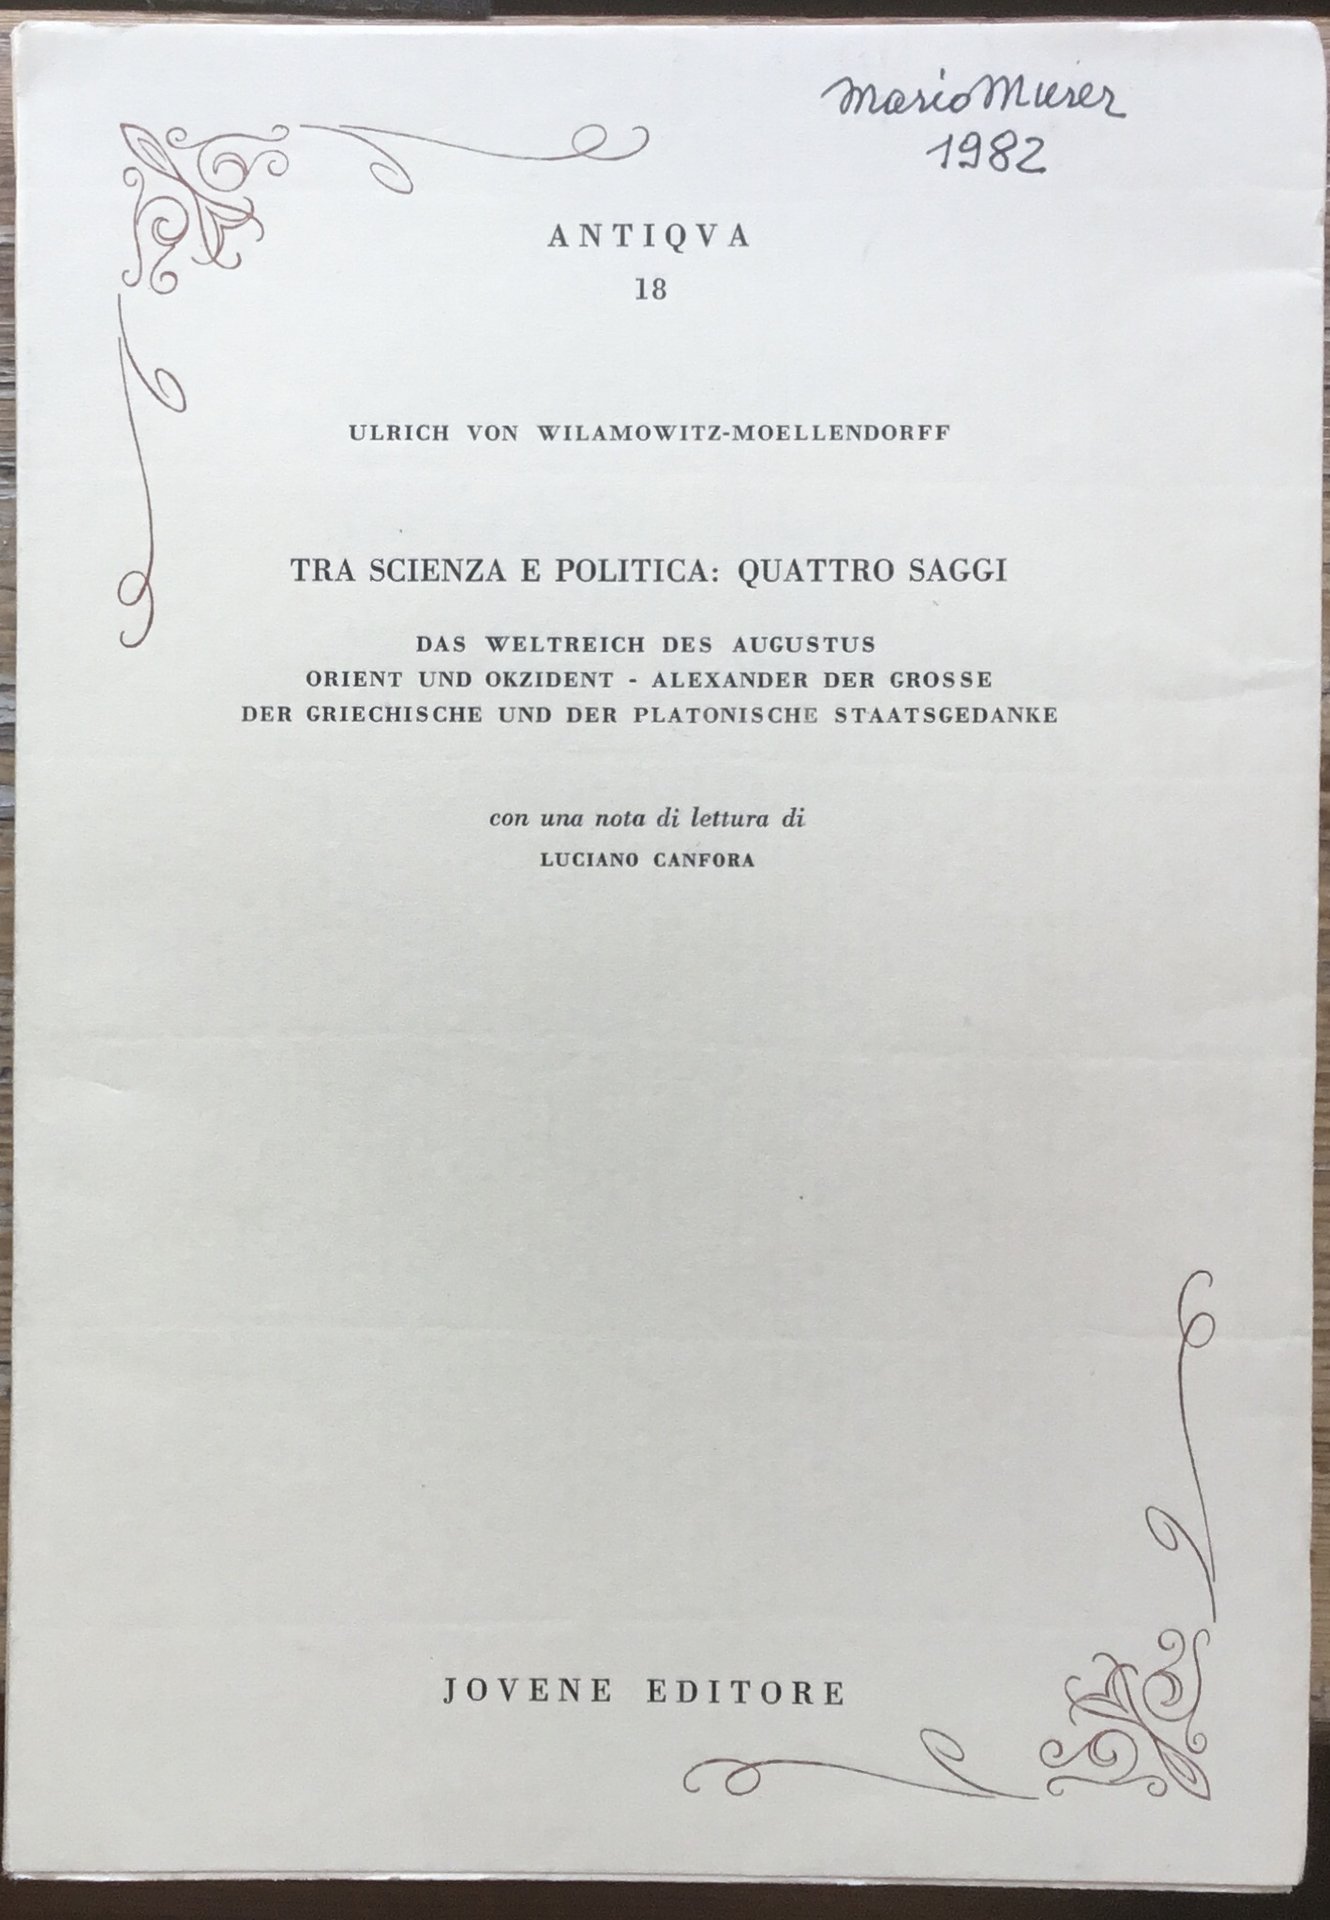 Mario Murer
1982
ANTIQVA
18
ULRICH VON WILAMOWITZ-MOELLENDORFF
TRA SCIENZA E POLITICA: QUATTRO SAGGI
DAS WELTREICH DES AUGUSTUS
ORIENT UND OKZIDENT - ALEXANDER DER GROSSE
DER GRIECHISCHE UND DER PLATONISCHE STAATSGEDANKE
con una nota di lettura di
LUCIANO CANFORA
JOVENE EDITORE